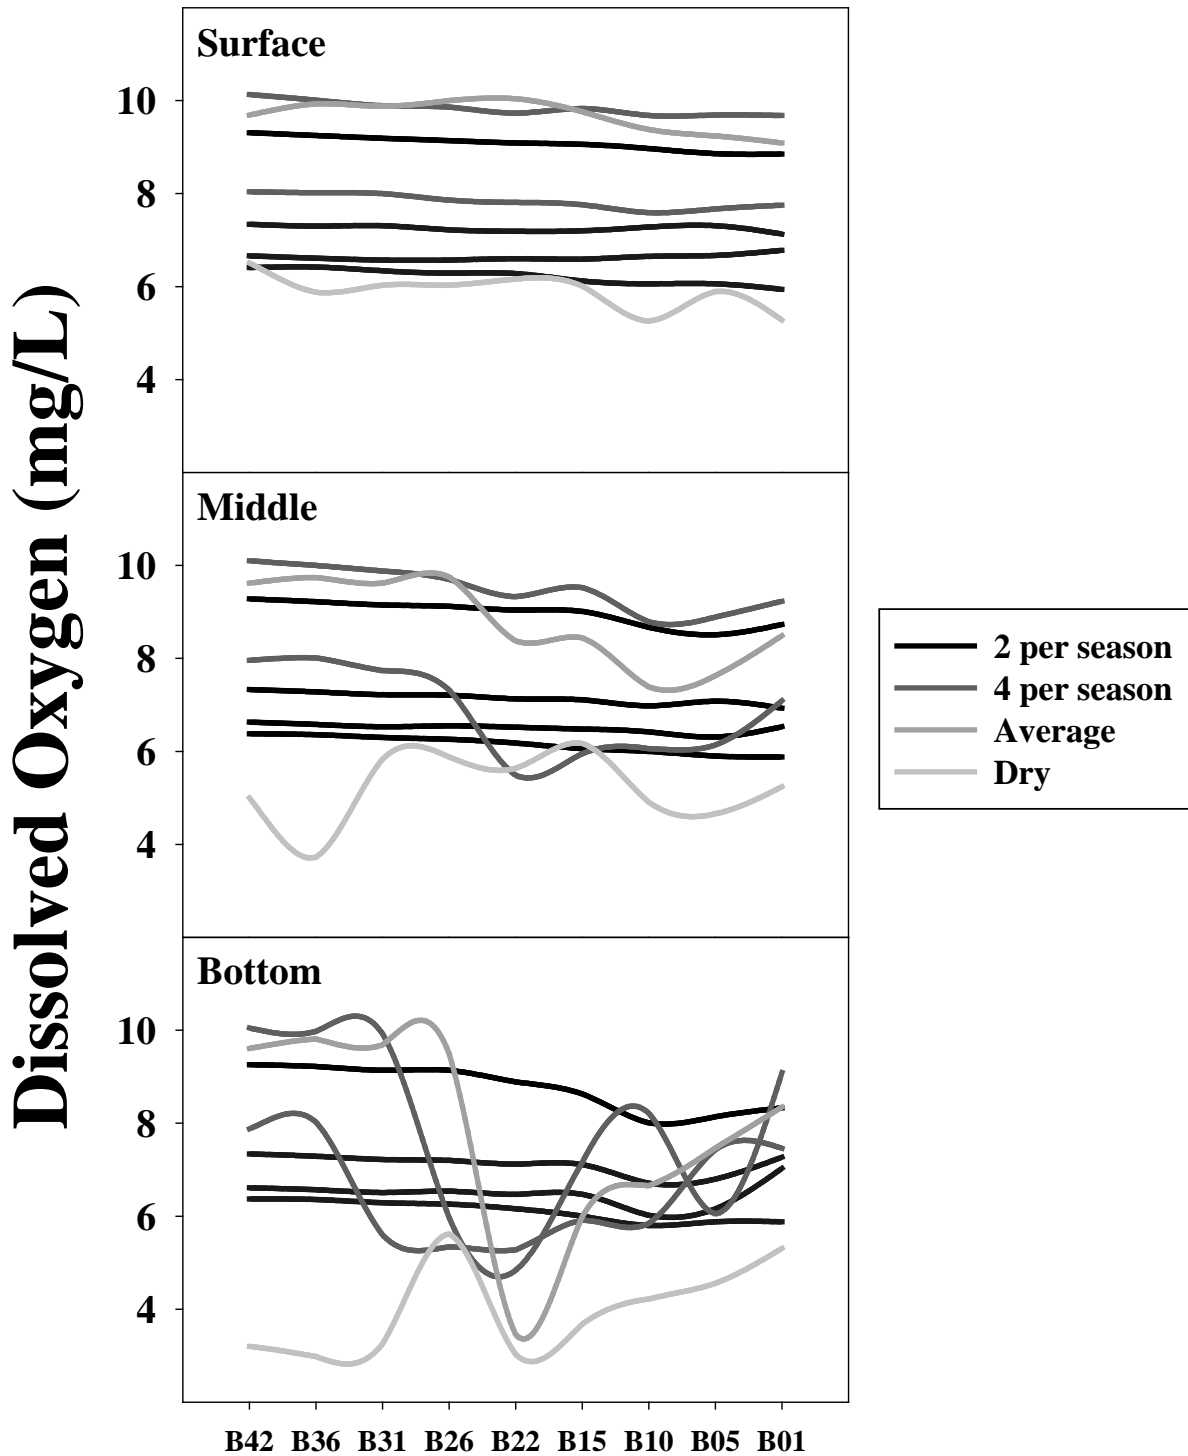 Dissolved Oxygen (mg/L)
Surface
10
8
6
4
Middle
10
8
6
4
Bottom
10
8
6
4
B42 B36 B31 B26 B22 B15 B10 B05 B01
2 per season
4 per season
Average
Dry